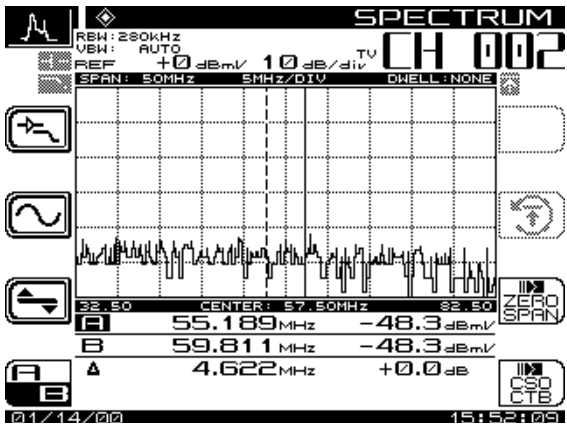 SPECTRUM
RBW: 280KHZ
VBW: AUTO
REF +0 dBmV 10 dB/div
TV CH 002
SPAN: 50MHZ 5MHZ/DIV DWELL:NONE
32.50 CENTER: 57.50MHZ 82.50
A 55.189 MHz -48.3 dBmV
B 59.811 MHz -48.3 dBmV
Δ 4.622 MHz +0.0 dB
ZERO SPAN
A B
CSO CTB
01/14/00 15:52:09